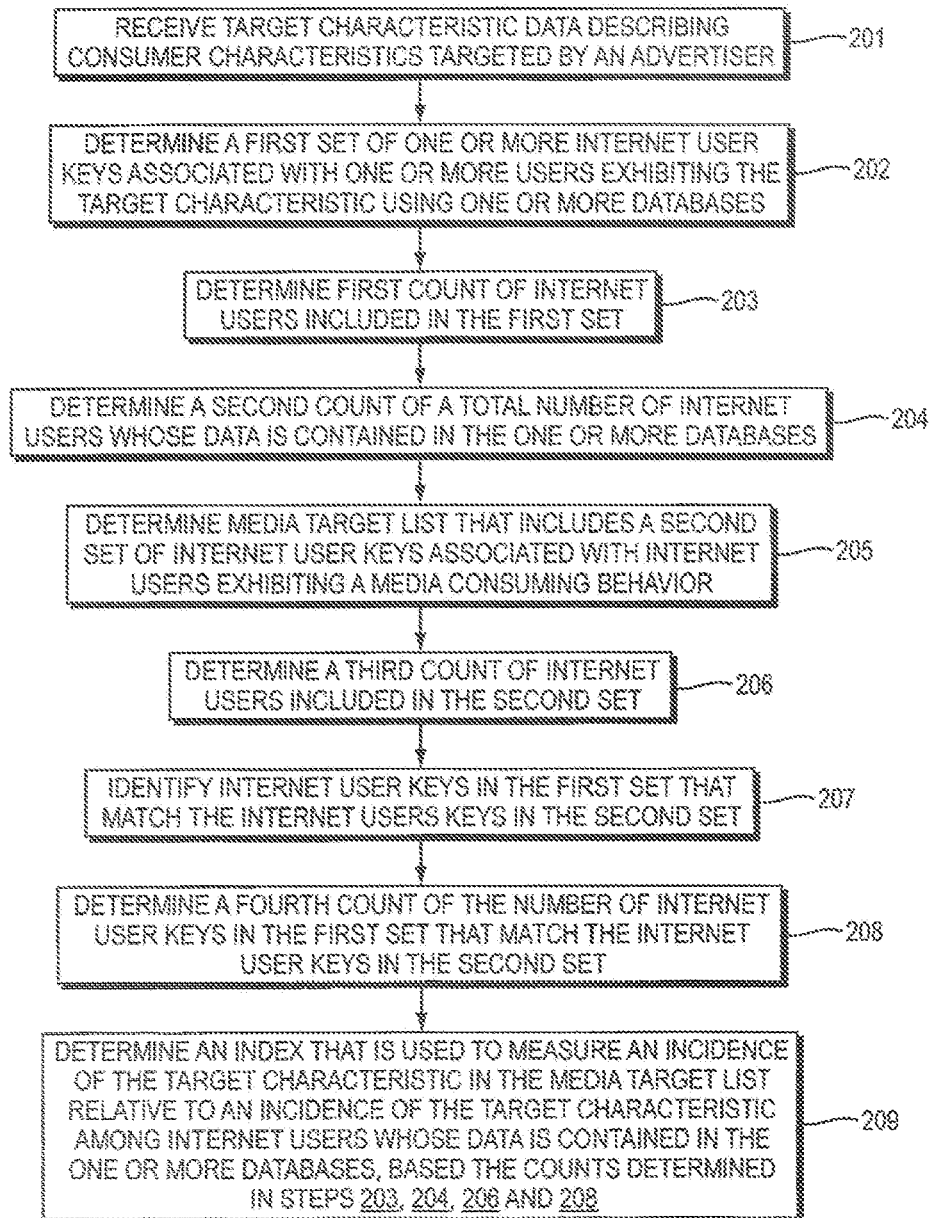 RECEIVE TARGET CHARACTERISTIC DATA DESCRIBING
CONSUMER CHARACTERISTICS TARGETED BY AN ADVERTISER
201
DETERMINE A FIRST SET OF ONE OR MORE INTERNET USER
KEYS ASSOCIATED WITH ONE OR MORE USERS EXHIBITING THE
TARGET CHARACTERISTIC USING ONE OR MORE DATABASES
202
DETERMINE FIRST COUNT OF INTERNET
USERS INCLUDED IN THE FIRST SET
203
DETERMINE A SECOND COUNT OF A TOTAL NUMBER OF INTERNET
USERS WHOSE DATA IS CONTAINED IN THE ONE OR MORE DATABASES
204
DETERMINE MEDIA TARGET LIST THAT INCLUDES A SECOND
SET OF INTERNET USER KEYS ASSOCIATED WITH INTERNET
USERS EXHIBITING A MEDIA CONSUMING BEHAVIOR
205
DETERMINE A THIRD COUNT OF INTERNET
USERS INCLUDED IN THE SECOND SET
206
IDENTIFY INTERNET USER KEYS IN THE FIRST SET THAT
MATCH THE INTERNET USERS KEYS IN THE SECOND SET
207
DETERMINE A FOURTH COUNT OF THE NUMBER OF INTERNET
USER KEYS IN THE FIRST SET THAT MATCH THE INTERNET
USER KEYS IN THE SECOND SET
208
DETERMINE AN INDEX THAT IS USED TO MEASURE AN INCIDENCE
OF THE TARGET CHARACTERISTIC IN THE MEDIA TARGET LIST
RELATIVE TO AN INCIDENCE OF THE TARGET CHARACTERISTIC
AMONG INTERNET USERS WHOSE DATA IS CONTAINED IN THE
ONE OR MORE DATABASES, BASED THE COUNTS DETERMINED
IN STEPS 203, 204, 206 AND 208
209